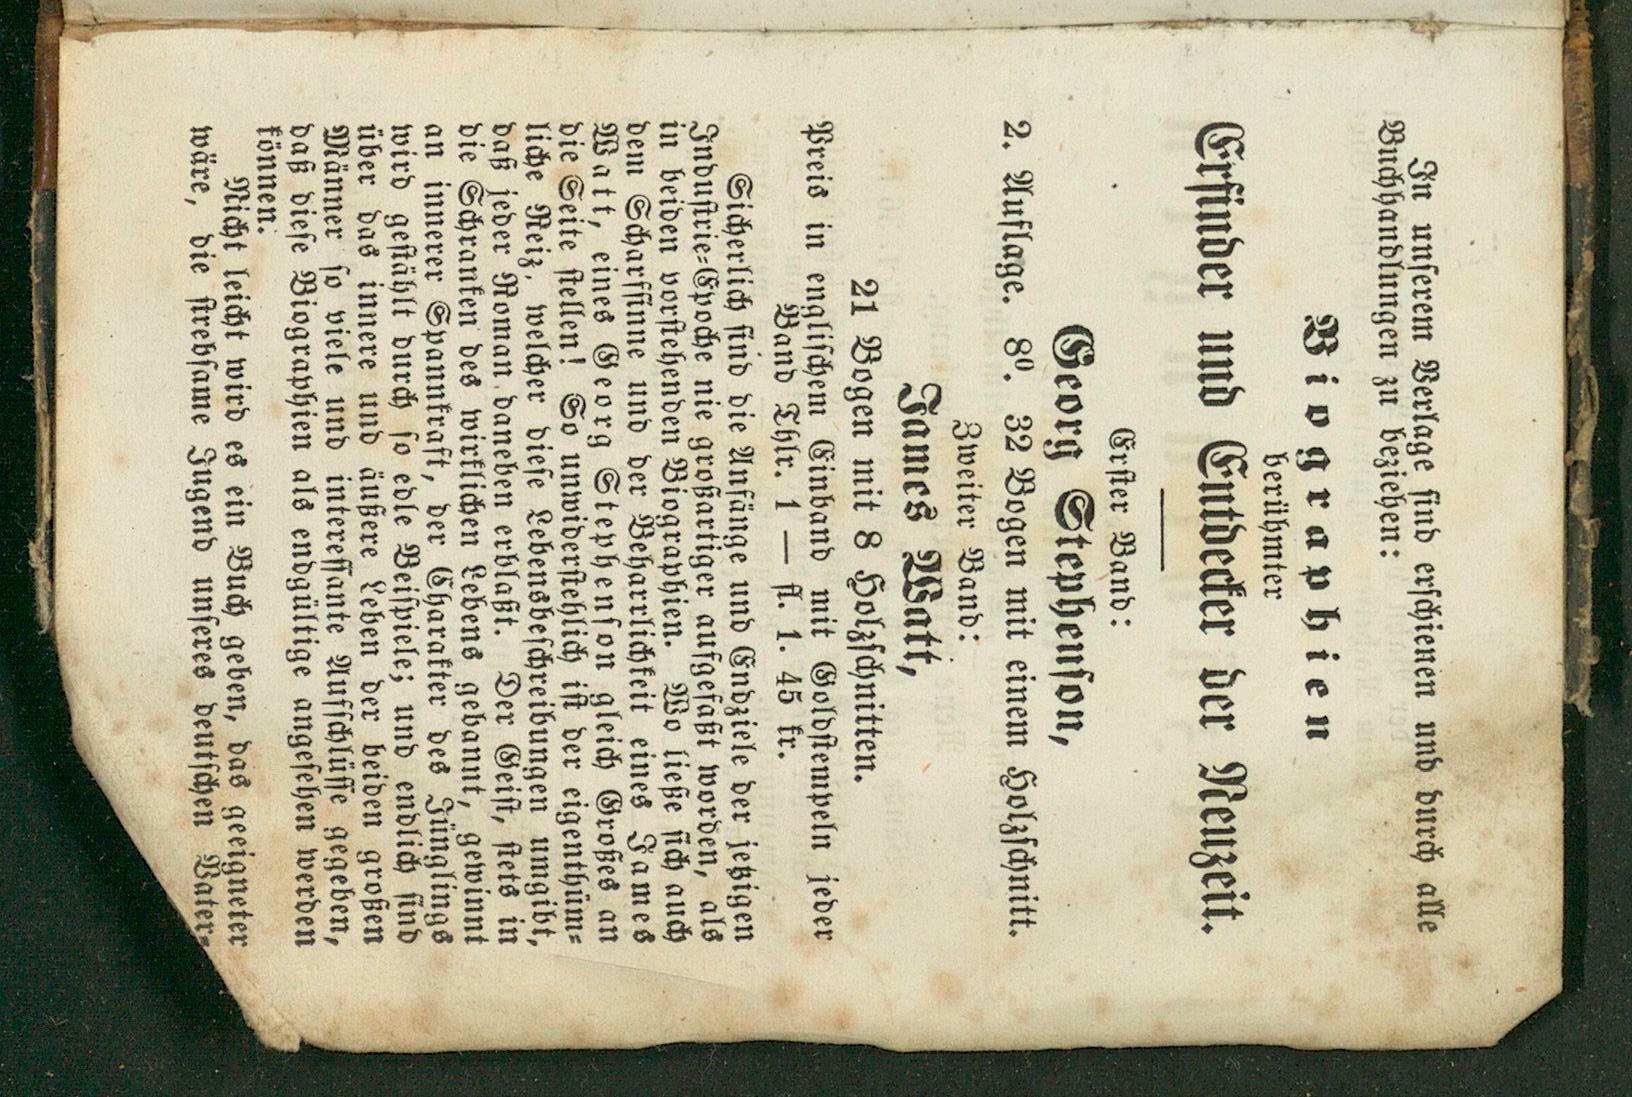 In unserem Verlage sind erschienen und durch alle
Buchhandlungen zu beziehen:
Biographien
berühmter
Erfinder und Entdecker der Neuzeit.
Erster Band:
Georg Stephenson,
2. Auflage. 8⁰. 32 Bogen mit einem Holzschnitt.
Zweiter Band:
James Watt,
21 Bogen mit 8 Holzschnitten.
Preis in englischem Einband mit Goldstempeln jeder
Band Thlr. 1 — fl. 1. 45 kr.
Sicherlich sind die Anfänge und Endziele der jetzigen
Industrie-Epoche nie großartiger aufgefaßt worden, als
in beiden vorstehenden Biographien. Wo ließe sich auch
dem Scharfsinne und der Beharrlichkeit eines James
Watt, eines Georg Stephenson gleich Großes an
die Seite stellen! So unwiderstehlich ist der eigenthüm-
liche Reiz, welcher diese Lebensbeschreibungen umgibt,
daß jeder Roman daneben erblaßt. Der Geist, stets in
die Schranken des wirklichen Lebens gebannt, gewinnt
an innerer Spannkraft, der Charakter des Jünglings
wird gestählt durch so edle Beispiele; und endlich sind
über das innere und äußere Leben der beiden großen
Männer so viele und interessante Aufschlüsse gegeben,
daß diese Biographien als endgültige angesehen werden
können.
Nicht leicht wird es ein Buch geben, das geeigneter
wäre, die strebsame Jugend unseres deutschen Vater-